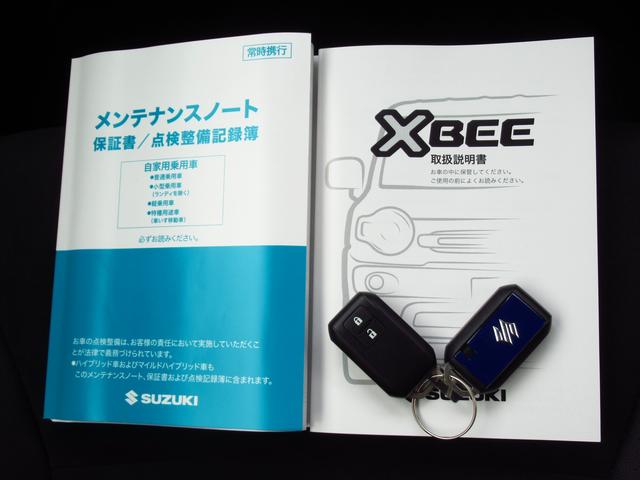 常時携行
メンテナンスノート
保証書／点検整備記録簿
自家用乗用車
●普通乗用車
●小型乗用車
（ランディを除く）
●軽乗用車
●特種用途車
（車いす移動車）
必ずお読みください。
お車の点検整備は、お客様の責任において実施していただくこ
とが法律で義務づけられています。
●ハイブリッド車およびマイルドハイブリッド車も
このメンテナンスノート、保証書および点検記録簿に含まれます。
SUZUKI
XBEE
取扱説明書
お車の中に保管してください。
ご使用の前によくお読みください。
UKI